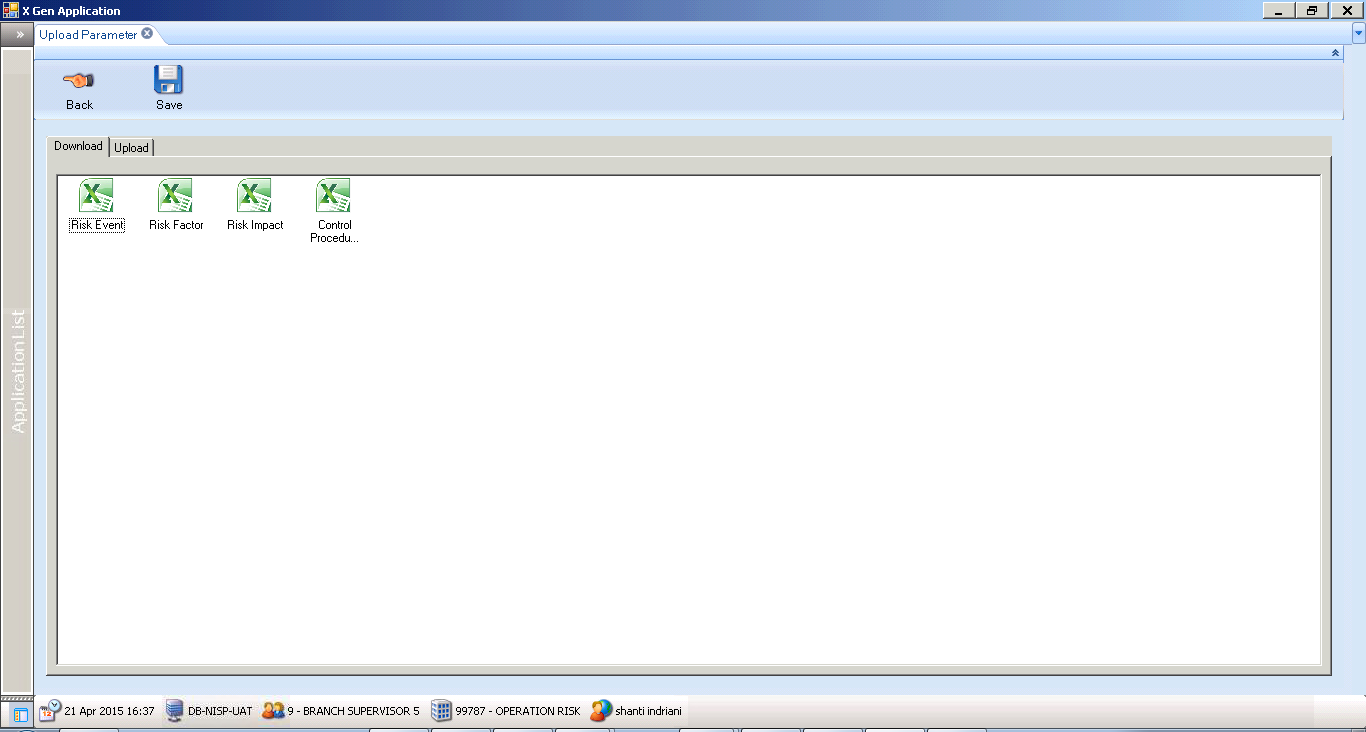 X Gen Application
»
Upload Parameter
Back
Save
Download
Upload
Risk Event
Risk Factor
Risk Impact
Control
Procedu...
Application List
12
21 Apr 2015 16:37
DB-NISP-UAT
9 - BRANCH SUPERVISOR 5
99787 - OPERATION RISK
shanti indriani